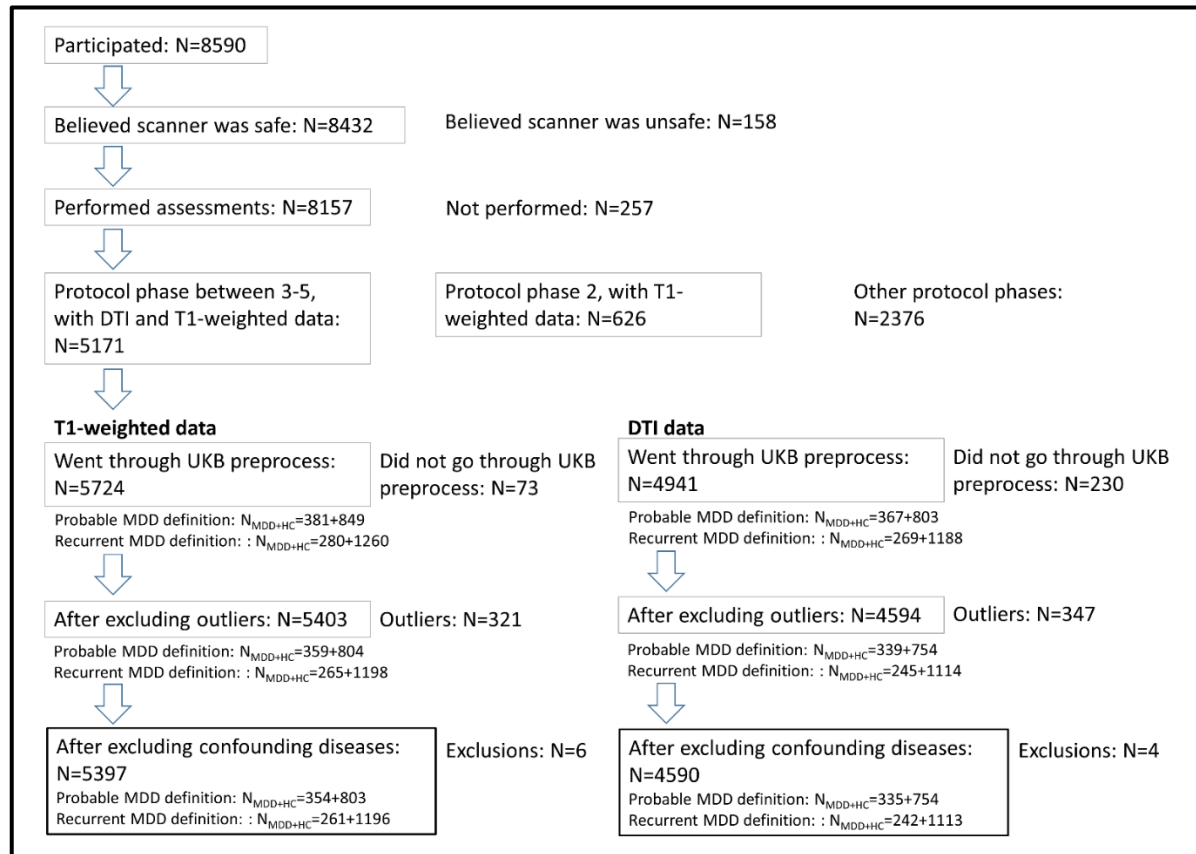 Participated: N=8590
Believed scanner was safe: N=8432
Believed scanner was unsafe: N=158
Performed assessments: N=8157
Not performed: N=257
Protocol phase between 3-5,
with DTI and T1-weighted data:
N=5171
Protocol phase 2, with T1-
weighted data: N=626
Other protocol phases:
N=2376
T1-weighted data
Went through UKB preprocess:
N=5724
Did not go through UKB
preprocess: N=73
Probable MDD definition: NMDD+HC=381+849
Recurrent MDD definition: : NMDD+HC=280+1260
After excluding outliers: N=5403
Outliers: N=321
Probable MDD definition: NMDD+HC=359+804
Recurrent MDD definition: : NMDD+HC=265+1198
After excluding confounding diseases:
N=5397
Exclusions: N=6
Probable MDD definition: NMDD+HC=354+803
Recurrent MDD definition: : NMDD+HC=261+1196
DTI data
Went through UKB preprocess:
N=4941
Did not go through UKB
preprocess: N=230
Probable MDD definition: NMDD+HC=367+803
Recurrent MDD definition: : NMDD+HC=269+1188
After excluding outliers: N=4594
Outliers: N=347
Probable MDD definition: NMDD+HC=339+754
Recurrent MDD definition: : NMDD+HC=245+1114
After excluding confounding diseases:
N=4590
Exclusions: N=4
Probable MDD definition: NMDD+HC=335+754
Recurrent MDD definition: : NMDD+HC=242+1113